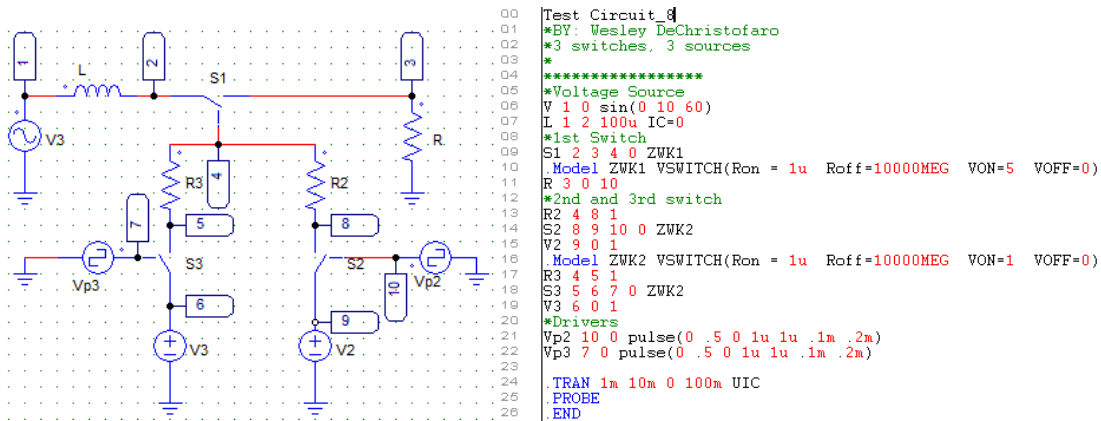 1
2
3
L
S1
V3
R
R3
4
R2
7
5
8
S3
S2
Vp3
Vp2
10
6
9
V3
V2
00 Test Circuit_8
01 *BY: Wesley DeChristofaro
02 *3 switches, 3 sources
03 *
04 *****************
05 *Voltage Source
06 V 1 0 sin(0 10 60)
07 L 1 2 100u IC=0
08 *1st Switch
09 S1 2 3 4 0 ZWK1
10 .Model ZWK1 VSWITCH(Ron = 1u Roff=10000MEG VON=5 VOFF=0)
11 R 3 0 10
12 *2nd and 3rd switch
13 R2 4 8 1
14 S2 8 9 10 0 ZWK2
15 V2 9 0 1
16 .Model ZWK2 VSWITCH(Ron = 1u Roff=10000MEG VON=1 VOFF=0)
17 R3 4 5 1
18 S3 5 6 7 0 ZWK2
19 V3 6 0 1
20 *Drivers
21 Vp2 10 0 pulse(0 .5 0 1u 1u .1m .2m)
22 Vp3 7 0 pulse(0 .5 0 1u 1u .1m .2m)
23
24 .TRAN 1m 10m 0 100m UIC
25 .PROBE
26 .END